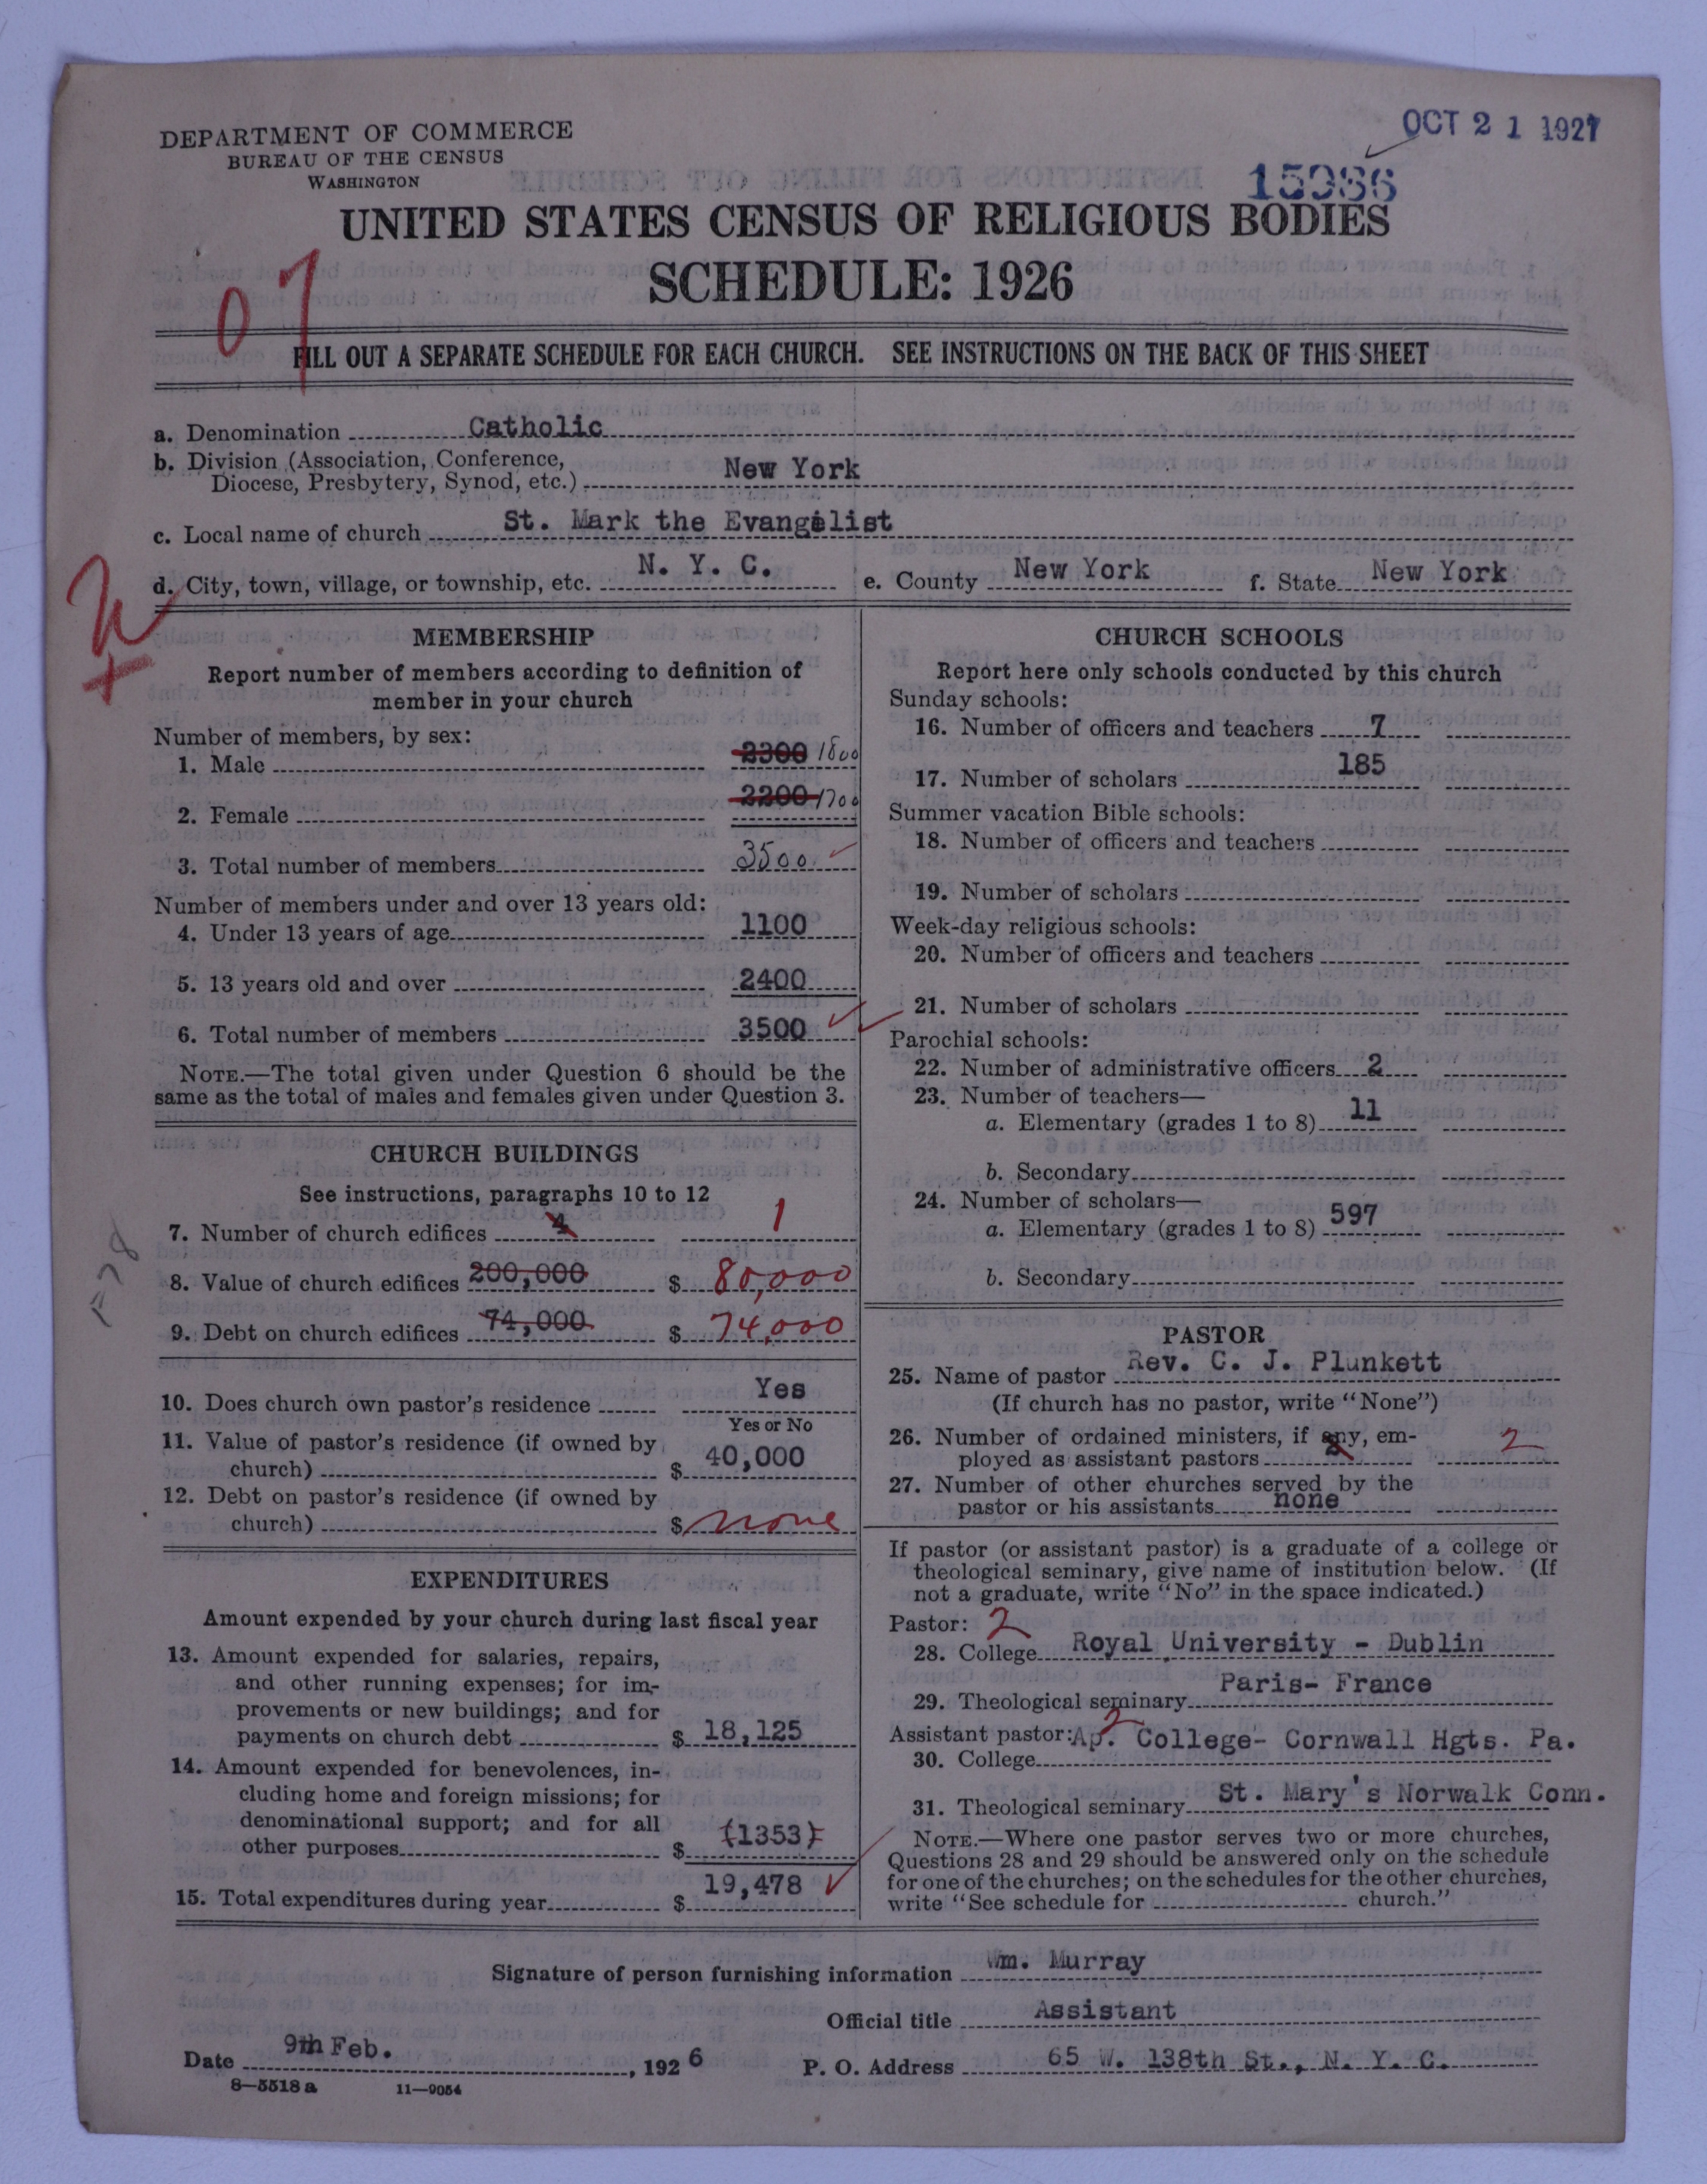 DEPARTMENT OF COMMERCE
BUREAU OF THE CENSUS
WASHINGTON
OCT 21 1927
15986
UNITED STATES CENSUS OF RELIGIOUS BODIES
SCHEDULE: 1926
07
FILL OUT A SEPARATE SCHEDULE FOR EACH CHURCH. SEE INSTRUCTIONS ON THE BACK OF THIS SHEET
a. Denomination Catholic
b. Division (Association, Conference,
Diocese, Presbytery, Synod, etc.) New York
c. Local name of church St. Mark the Evangelist
d. City, town, village, or township, etc. N. Y. C. e. County New York f. State New York
MEMBERSHIP
Report number of members according to definition of
member in your church
Number of members, by sex:
1. Male 2300 1800
2. Female 2200 1700
3. Total number of members 3500
Number of members under and over 13 years old:
4. Under 13 years of age 1100
5. 13 years old and over 2400
6. Total number of members 3500
NOTE.—The total given under Question 6 should be the
same as the total of males and females given under Question 3.
CHURCH BUILDINGS
See instructions, paragraphs 10 to 12
7. Number of church edifices 4 1
8. Value of church edifices 200,000 $ 80,000
9. Debt on church edifices 74,000 $ 74,000
10. Does church own pastor's residence Yes
Yes or No
11. Value of pastor's residence (if owned by
church) $ 40,000
12. Debt on pastor's residence (if owned by
church) $ none
EXPENDITURES
Amount expended by your church during last fiscal year
13. Amount expended for salaries, repairs,
and other running expenses; for im-
provements or new buildings; and for
payments on church debt $ 18,125
14. Amount expended for benevolences, in-
cluding home and foreign missions; for
denominational support; and for all
other purposes $ (1353)
15. Total expenditures during year $ 19,478
CHURCH SCHOOLS
Report here only schools conducted by this church
Sunday schools:
16. Number of officers and teachers 7
17. Number of scholars 185
Summer vacation Bible schools:
18. Number of officers and teachers
19. Number of scholars
Week-day religious schools:
20. Number of officers and teachers
21. Number of scholars
Parochial schools:
22. Number of administrative officers 2
23. Number of teachers—
a. Elementary (grades 1 to 8) 11
b. Secondary
24. Number of scholars—
a. Elementary (grades 1 to 8) 597
b. Secondary
PASTOR
25. Name of pastor Rev. C. J. Plunkett
(If church has no pastor, write "None")
26. Number of ordained ministers, if any, em-
ployed as assistant pastors 2
27. Number of other churches served by the
pastor or his assistants none
If pastor (or assistant pastor) is a graduate of a college or
theological seminary, give name of institution below. (If
not a graduate, write "No" in the space indicated.)
Pastor: 2
28. College Royal University - Dublin
29. Theological seminary Paris- France
Assistant pastor: 2 Ap. College- Cornwall Hgts. Pa.
30. College
31. Theological seminary St. Mary's Norwalk Conn.
NOTE.—Where one pastor serves two or more churches,
Questions 28 and 29 should be answered only on the schedule
for one of the churches; on the schedules for the other churches,
write "See schedule for church."
Signature of person furnishing information Wm. Murray
Official title Assistant
Date 9th Feb., 1926 P. O. Address 65 W. 138th St., N. Y. C.
8-5518a 11-9054